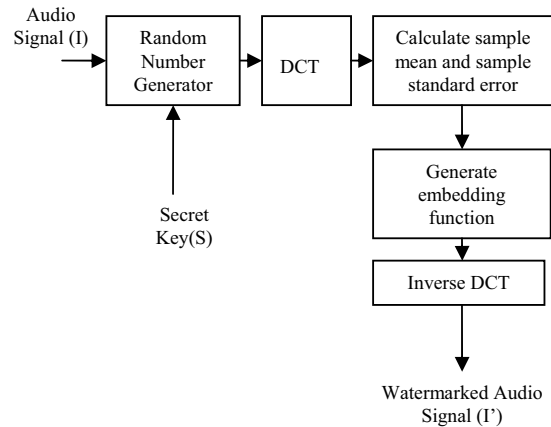 Audio
Signal (I)
Random
Number
Generator
DCT
Calculate sample
mean and sample
standard error
Generate
embedding
function
Secret
Key(S)
Inverse DCT
Watermarked Audio
Signal (I’)